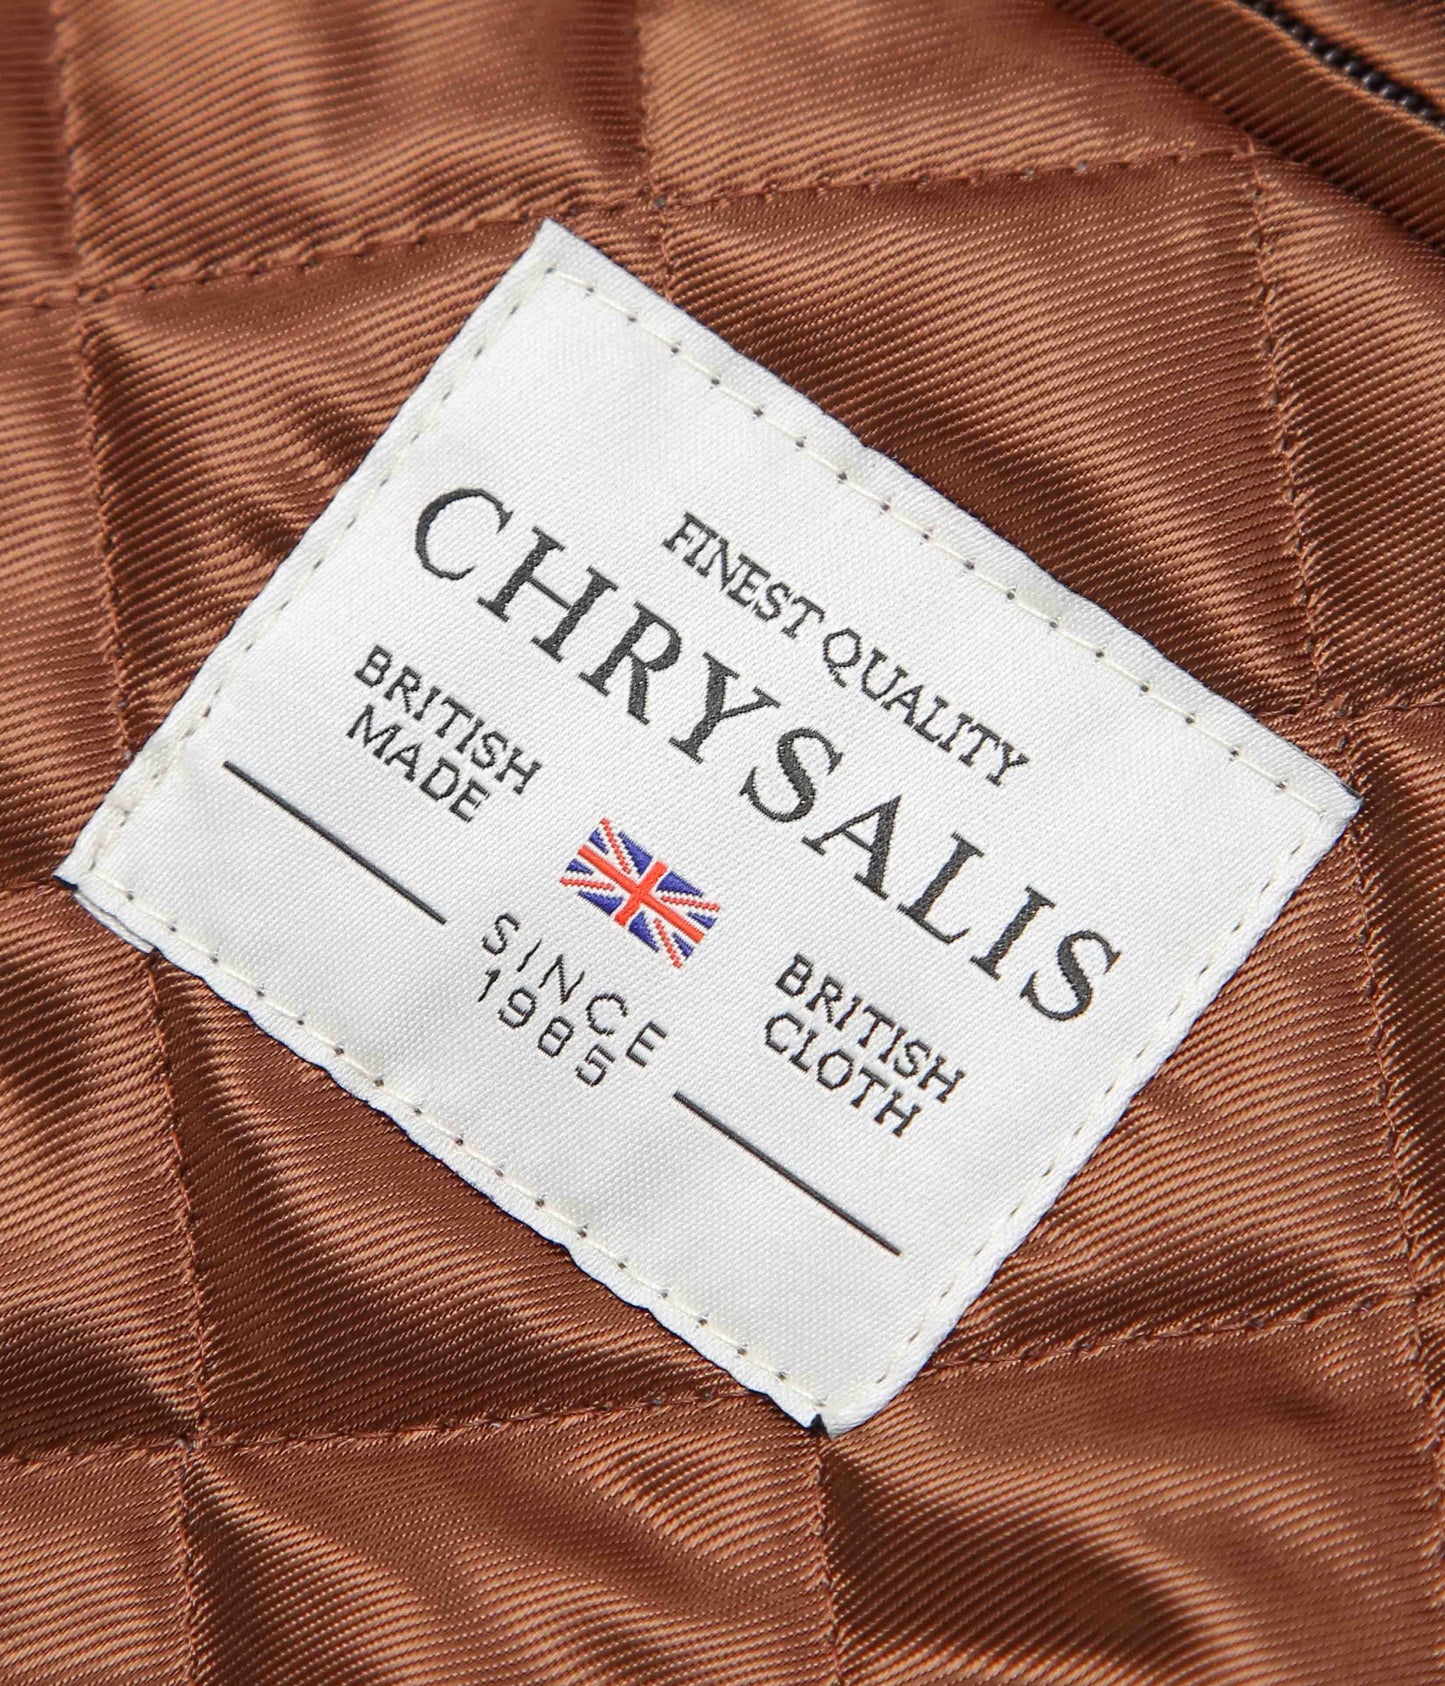 FINEST QUALITY
CHRYSALIS
BRITISH
MADE
BRITISH
CLOTH
SINCE
1985